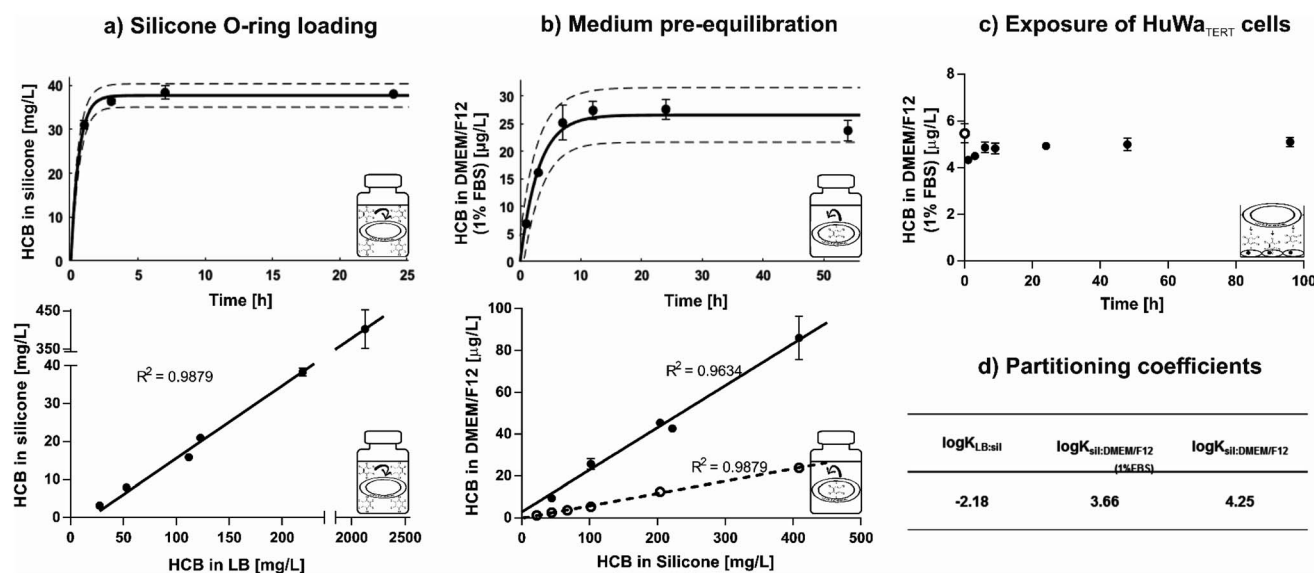 a) Silicone O-ring loading
HCB in silicone [mg/L]
40
30
20
10
0
0 5 10 15 20 25
Time [h]
HCB in silicone [mg/L]
450
350
40
30
20
10
0
R² = 0.9879
0 50 100 150 200 2000 2500
HCB in LB [mg/L]
b) Medium pre-equilibration
HCB in DMEM/F12
(1% FBS) [µg/L]
30
25
20
15
10
5
0
0 10 20 30 40 50
Time [h]
HCB in DMEM/F12 [µg/L]
100
80
60
40
20
0
R² = 0.9634
R² = 0.9879
0 100 200 300 400 500
HCB in Silicone [mg/L]
c) Exposure of HuWaTERT cells
HCB in DMEM/F12
(1% FBS) [µg/L]
8
6
4
2
0
0 20 40 60 80 100
Time [h]
d) Partitioning coefficients
logKLB:sil logKsil:DMEM/F12 (1%FBS) logKsil:DMEM/F12
-2.18 3.66 4.25